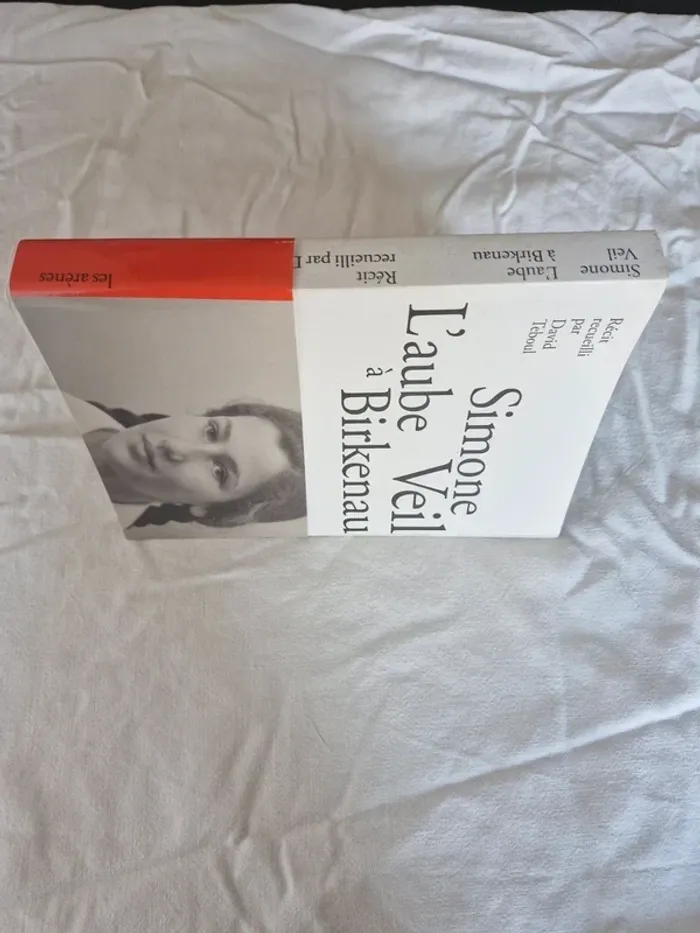 Récit
recueilli
par
David
Teboul
Simone
Veil
L'aube
à
Birkenau
Simone
Veil
L'aube
à Birkenau
Récit
recueilli par D
les arènes